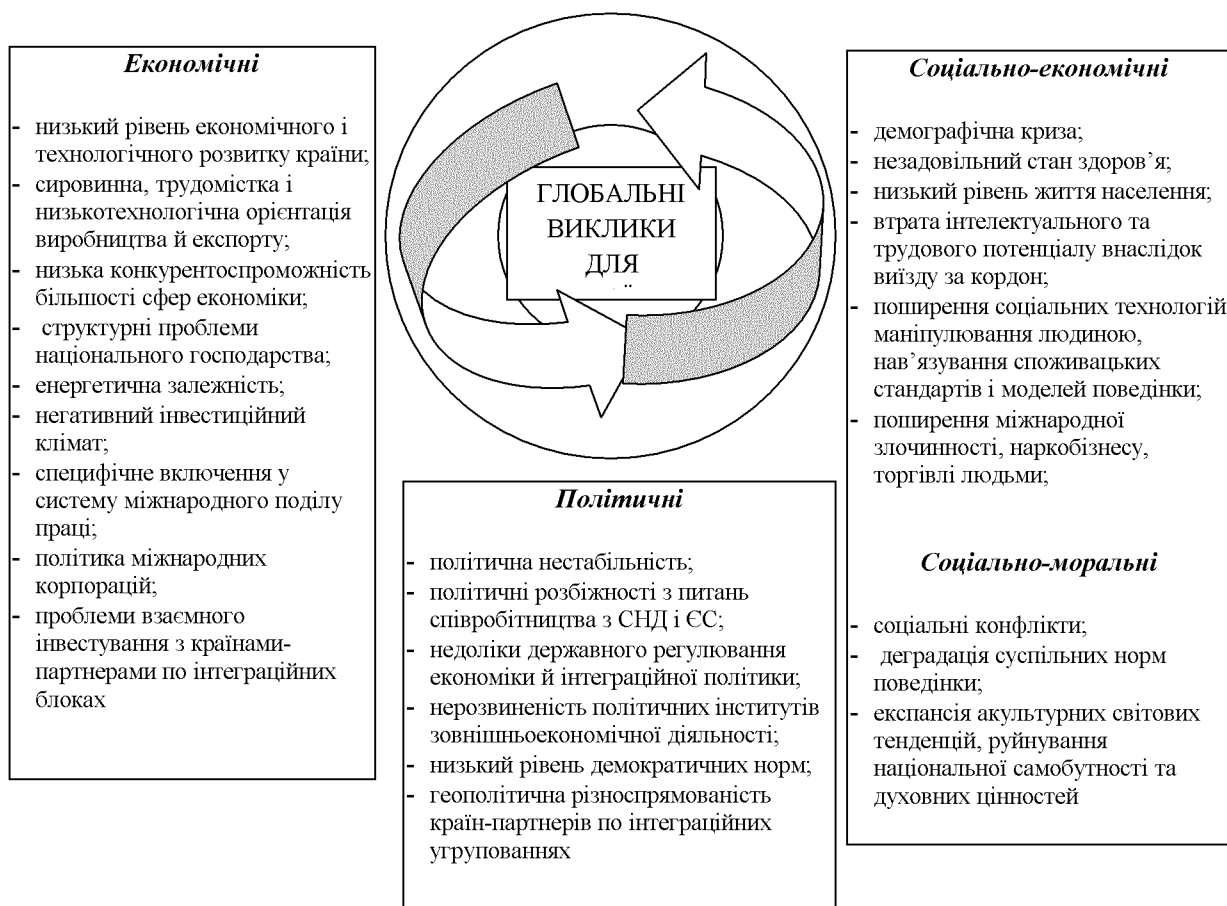 Економічні
- низький рівень економічного і
технологічного розвитку країни;
- сировинна, трудомістка і
низькотехнологічна орієнтація
виробництва й експорту;
- низька конкурентоспроможність
більшості сфер економіки;
- структурні проблеми
національного господарства;
- енергетична залежність;
- негативний інвестиційний
клімат;
- специфічне включення у
систему міжнародного поділу
праці;
- політика міжнародних
корпорацій;
- проблеми взаємного
інвестування з країнами-
партнерами по інтеграційних
блоках
ГЛОБАЛЬНІ
ВИКЛИКИ
ДЛЯ
Політичні
- політична нестабільність;
- політичні розбіжності з питань
співробітництва з СНД і ЄС;
- недоліки державного регулювання
економіки й інтеграційної політики;
- нерозвиненість політичних інститутів
зовнішньоекономічної діяльності;
- низький рівень демократичних норм;
- геополітична різноспрямованість
країн-партнерів по інтеграційних
угрупованнях
Соціально-економічні
- демографічна криза;
- незадовільний стан здоров’я;
- низький рівень життя населення;
- втрата інтелектуального та
трудового потенціалу внаслідок
виїзду за кордон;
- поширення соціальних технологій
маніпулювання людиною,
нав’язування споживацьких
стандартів і моделей поведінки;
- поширення міжнародної
злочинності, наркобізнесу,
торгівлі людьми;
Соціально-моральні
- соціальні конфлікти;
- деградація суспільних норм
поведінки;
- експансія акультурних світових
тенденцій, руйнування
національної самобутності та
духовних цінностей